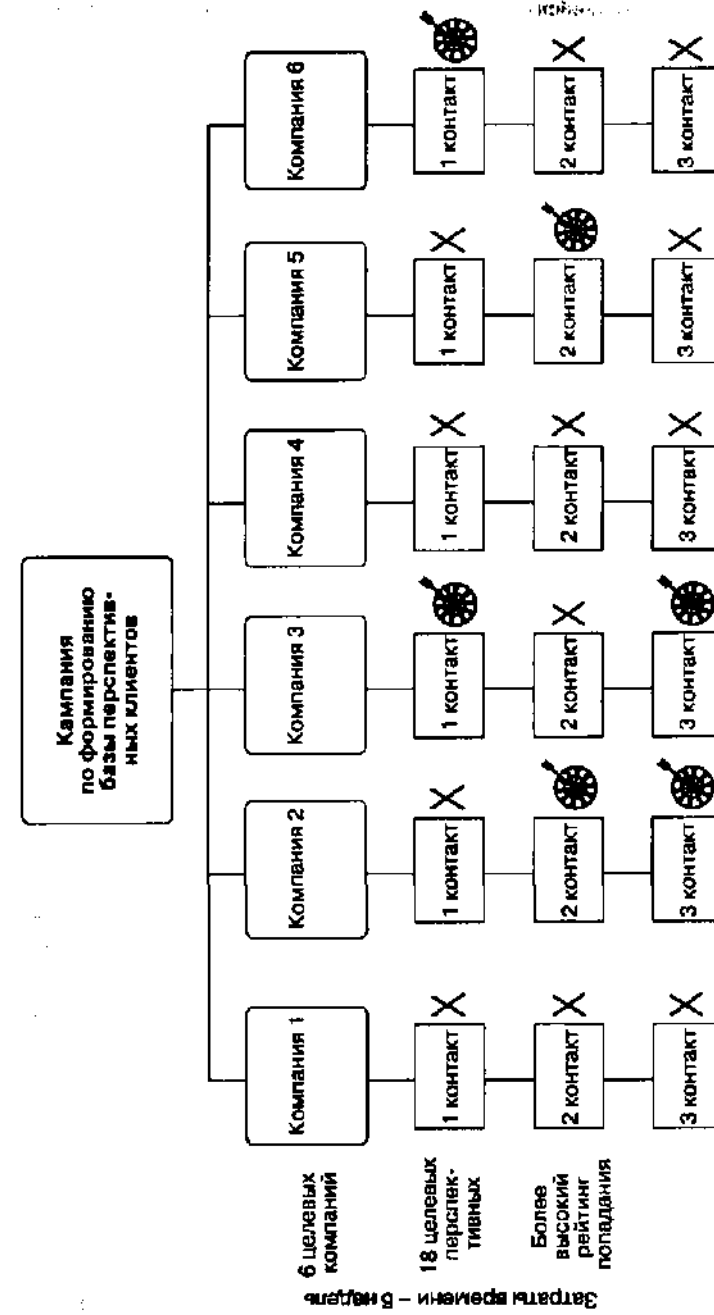 Кампания
по формированию
базы перспектив-
ных клиентов
6 целевых
компаний
Компания 1
Компания 2
Компания 3
Компания 4
Компания 5
Компания 6
18 целевых
перспек-
тивных
1 контакт
1 контакт
1 контакт
1 контакт
1 контакт
1 контакт
Более
высокий
рейтинг
попадания
2 контакт
2 контакт
2 контакт
2 контакт
2 контакт
2 контакт
3 контакт
3 контакт
3 контакт
3 контакт
3 контакт
3 контакт
Затраты времени – 5 недель